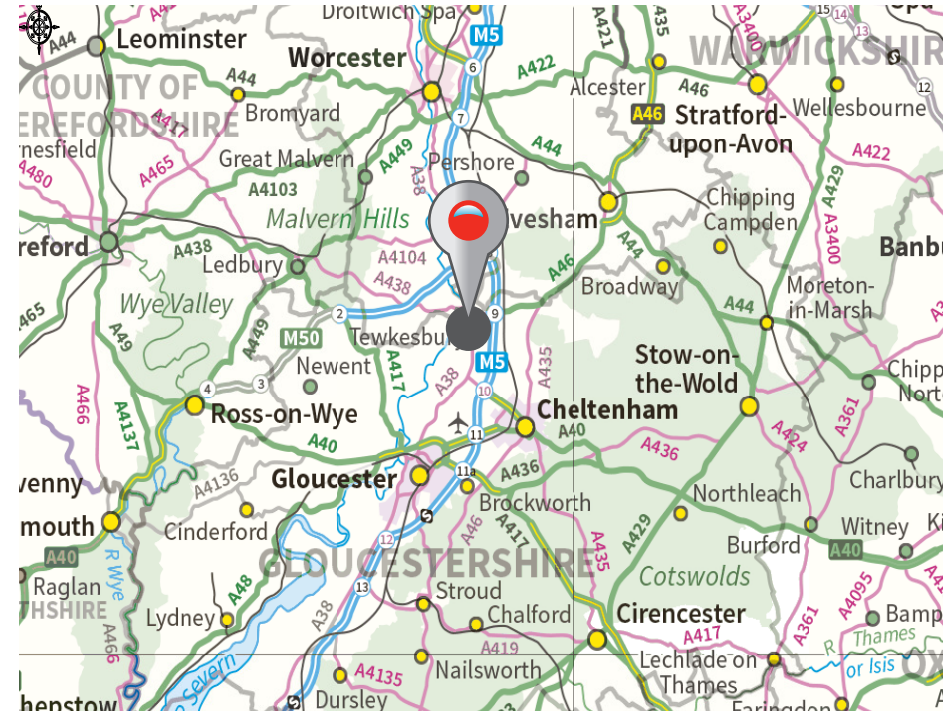 Droitwich Spa
A44
Leominster
M5
A421
A435
A3400
15
14
13
WARWICKSHIR
Worcester
6
A422
Alcester
A46
12
COUNTY OF
A44
EREFORDSHIRE
Bromyard
7
A46
Stratford-
upon-Avon
Wellesbourne
A417
nesfield
A480
A465
Great Malvern
A449
A38
Pershore
A44
A422
A429
A4103
Malvern Hills
vesham
Chipping
Campden
A3400
reford
A438
Ledbury
A4104
A438
A46
A44
Broadway
Banb
Moreton-
in-Marsh
Wye Valley
A465
A49
A449
2
9
A44
M50
Tewkesbu
M5
A435
Stow-on-
the-Wold
Newent
A417
A38
10
Chipp
Nort
A466
A4137
4
3
Ross-on-Wye
Cheltenham
A361
A40
11
A40
A436
A424
A4136
Gloucester
11a
A436
Charlbury
venny
Brockworth
Northleach
mouth
Cinderford
A46
A417
A429
Burford
Witney
12
A40
A40
R Wye
GLOUCESTERSHIRE
A435
Raglan
A48
13
Cotswolds
THSHIRE
Stroud
A361
A4095
Lydney
A38
Chalford
Cirencester
Bamp
A466
A419
A417
R Thames
or Isis
Nailsworth
Lechlade on
Thames
OX
severn
A4135
Dursley
hepstow
Faringdon